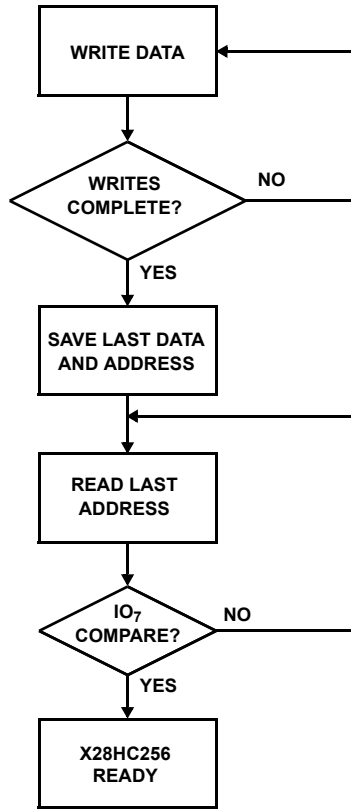 WRITE DATA
WRITES
COMPLETE?
NO
YES
SAVE LAST DATA
AND ADDRESS
READ LAST
ADDRESS
IO₇
COMPARE?
NO
YES
X28HC256
READY